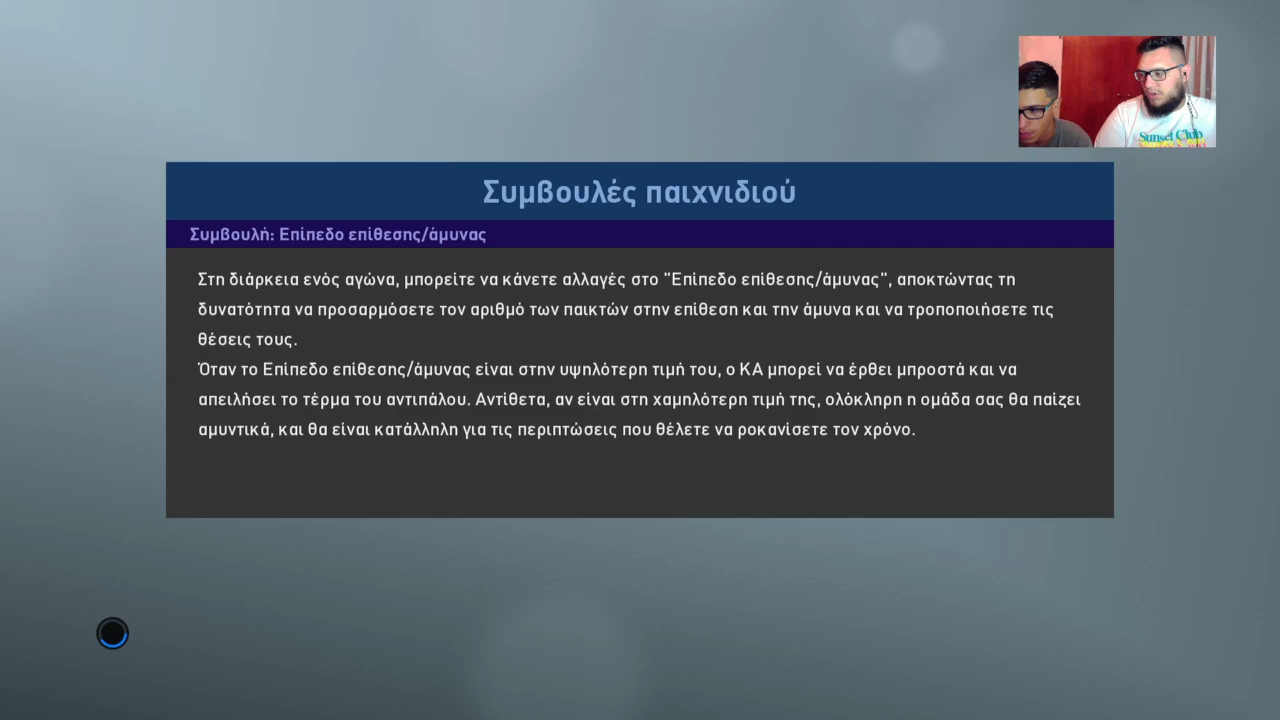 Sunset Club
Συμβουλές παιχνιδιού
Συμβουλή: Επίπεδο επίθεσης/άμυνας
Στη διάρκεια ενός αγώνα, μπορείτε να κάνετε αλλαγές στο "Επίπεδο επίθεσης/άμυνας", αποκτώντας τη
δυνατότητα να προσαρμόσετε τον αριθμό των παικτών στην επίθεση και την άμυνα και να τροποποιήσετε τις
θέσεις τους.
Όταν το Επίπεδο επίθεσης/άμυνας είναι στην υψηλότερη τιμή του, ο ΚΑ μπορεί να έρθει μπροστά και να
απειλήσει το τέρμα του αντιπάλου. Αντίθετα, αν είναι στη χαμηλότερη τιμή της, ολόκληρη η ομάδα σας θα παίζει
αμυντικά, και θα είναι κατάλληλη για τις περιπτώσεις που θέλετε να ροκανίσετε τον χρόνο.